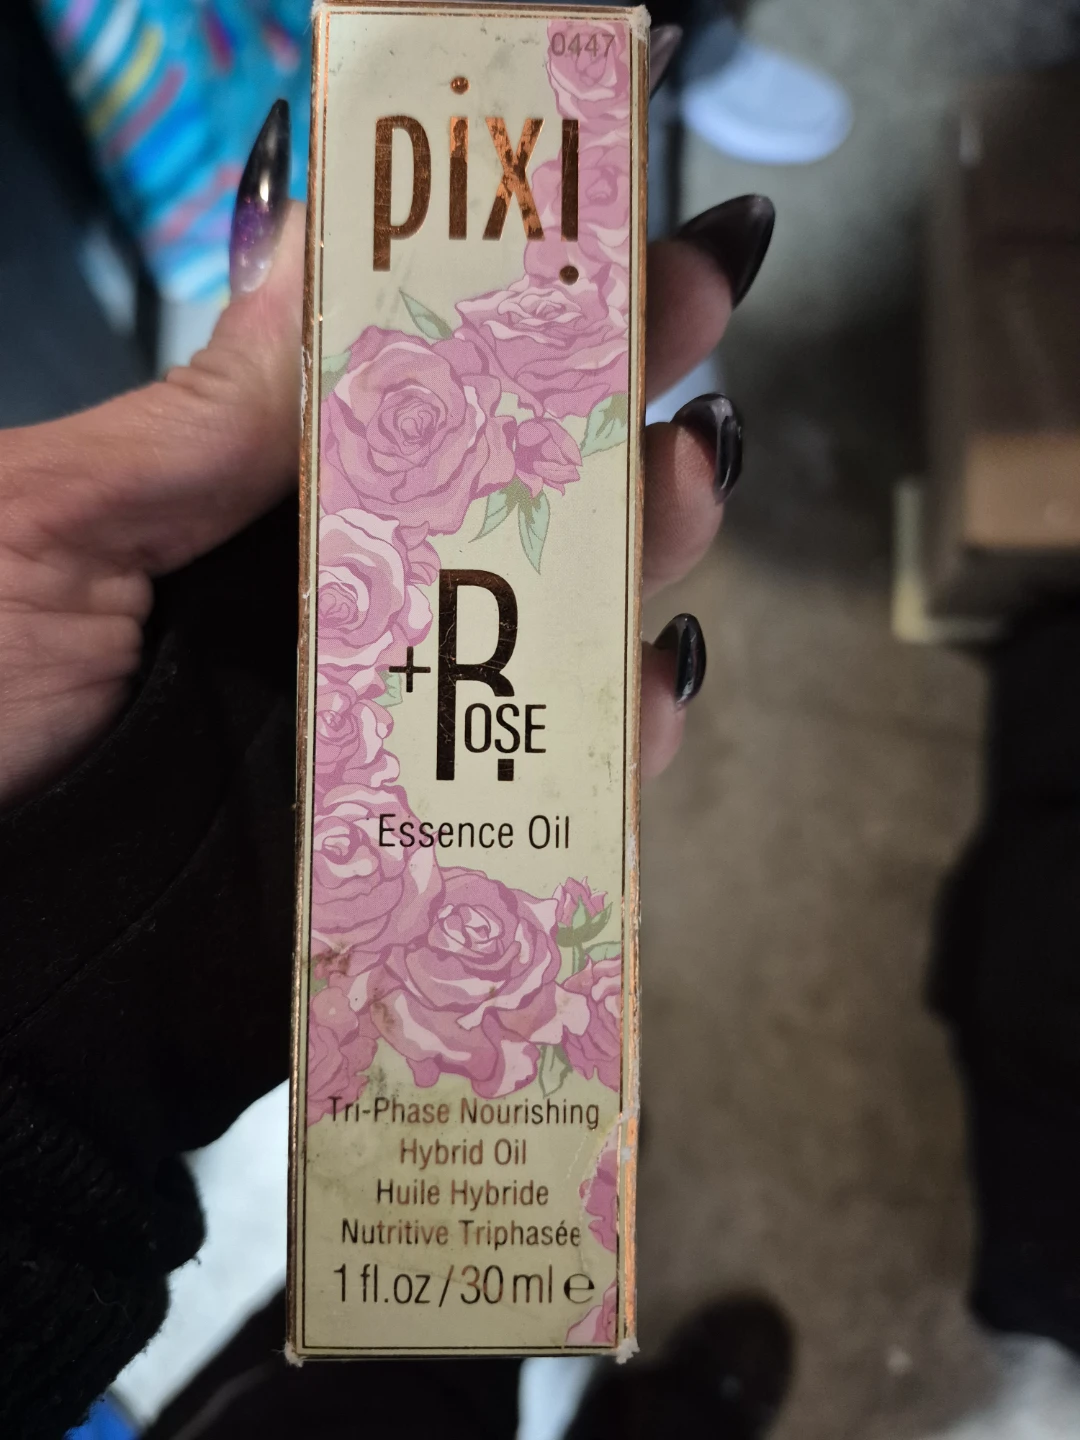 0447
pixi
+ROSE
Essence Oil
Tri-Phase Nourishing
Hybrid Oil
Huile Hybride
Nutritive Triphasée
1 fl.oz / 30 ml ℮